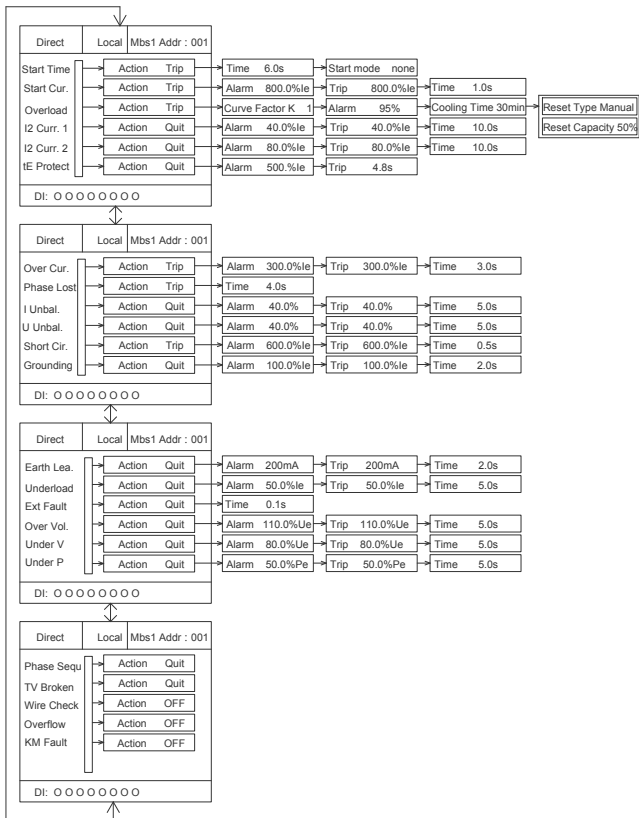 Direct Local Mbs1 Addr : 001
Start Time Action Trip Time 6.0s Start mode none
Start Cur. Action Trip Alarm 800.0%Ie Trip 800.0%Ie Time 1.0s
Overload Action Trip Curve Factor K 1 Alarm 95% Cooling Time 30min Reset Type Manual
I2 Curr. 1 Action Quit Alarm 40.0%Ie Trip 40.0%Ie Time 10.0s Reset Capacity 50%
I2 Curr. 2 Action Quit Alarm 80.0%Ie Trip 80.0%Ie Time 10.0s
tE Protect Action Quit Alarm 500.%Ie Trip 4.8s
DI: O O O O O O O O
Direct Local Mbs1 Addr : 001
Over Cur. Action Trip Alarm 300.0%Ie Trip 300.0%Ie Time 3.0s
Phase Lost Action Trip Time 4.0s
I Unbal. Action Quit Alarm 40.0% Trip 40.0% Time 5.0s
U Unbal. Action Quit Alarm 40.0% Trip 40.0% Time 5.0s
Short Cir. Action Trip Alarm 600.0%Ie Trip 600.0%Ie Time 0.5s
Grounding Action Quit Alarm 100.0%Ie Trip 100.0%Ie Time 2.0s
DI: O O O O O O O O
Direct Local Mbs1 Addr : 001
Earth Lea. Action Quit Alarm 200mA Trip 200mA Time 2.0s
Underload Action Quit Alarm 50.0%Ie Trip 50.0%Ie Time 5.0s
Ext Fault Action Quit Time 0.1s
Over Vol. Action Quit Alarm 110.0%Ue Trip 110.0%Ue Time 5.0s
Under V Action Quit Alarm 80.0%Ue Trip 80.0%Ue Time 5.0s
Under P Action Quit Alarm 50.0%Pe Trip 50.0%Pe Time 5.0s
DI: O O O O O O O O
Direct Local Mbs1 Addr : 001
Phase Sequ Action Quit
TV Broken Action Quit
Wire Check Action OFF
Overflow Action OFF
KM Fault Action OFF
DI: O O O O O O O O